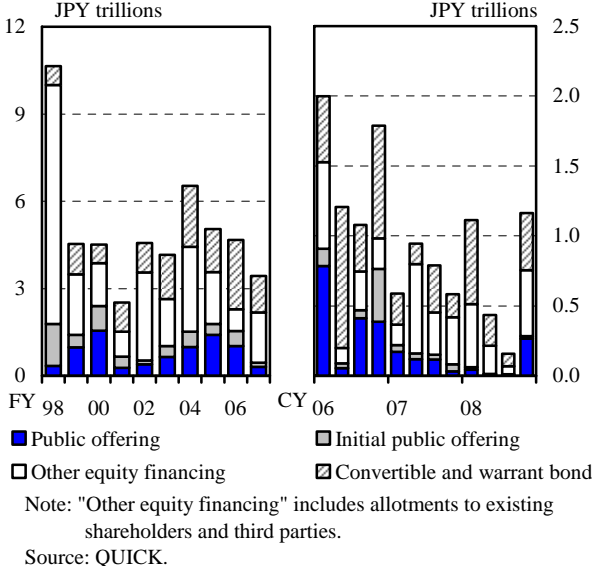 JPY trillions
JPY trillions
12
9
6
3
0
2.5
2.0
1.5
1.0
0.5
0.0
FY 98 00 02 04 06
CY 06 07 08
Public offering
Initial public offering
Other equity financing
Convertible and warrant bond
Note: "Other equity financing" includes allotments to existing
shareholders and third parties.
Source: QUICK.